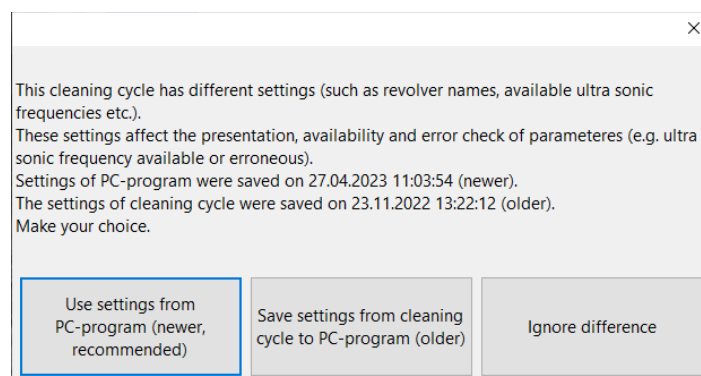 This cleaning cycle has different settings (such as revolver names, available ultra sonic
frequencies etc.).
These settings affect the presentation, availability and error check of parameteres (e.g. ultra
sonic frequency available or erroneous).
Settings of PC-program were saved on 27.04.2023 11:03:54 (newer).
The settings of cleaning cycle were saved on 23.11.2022 13:22:12 (older).
Make your choice.
Use settings from
PC-program (newer,
recommended)
Save settings from cleaning
cycle to PC-program (older)
Ignore difference